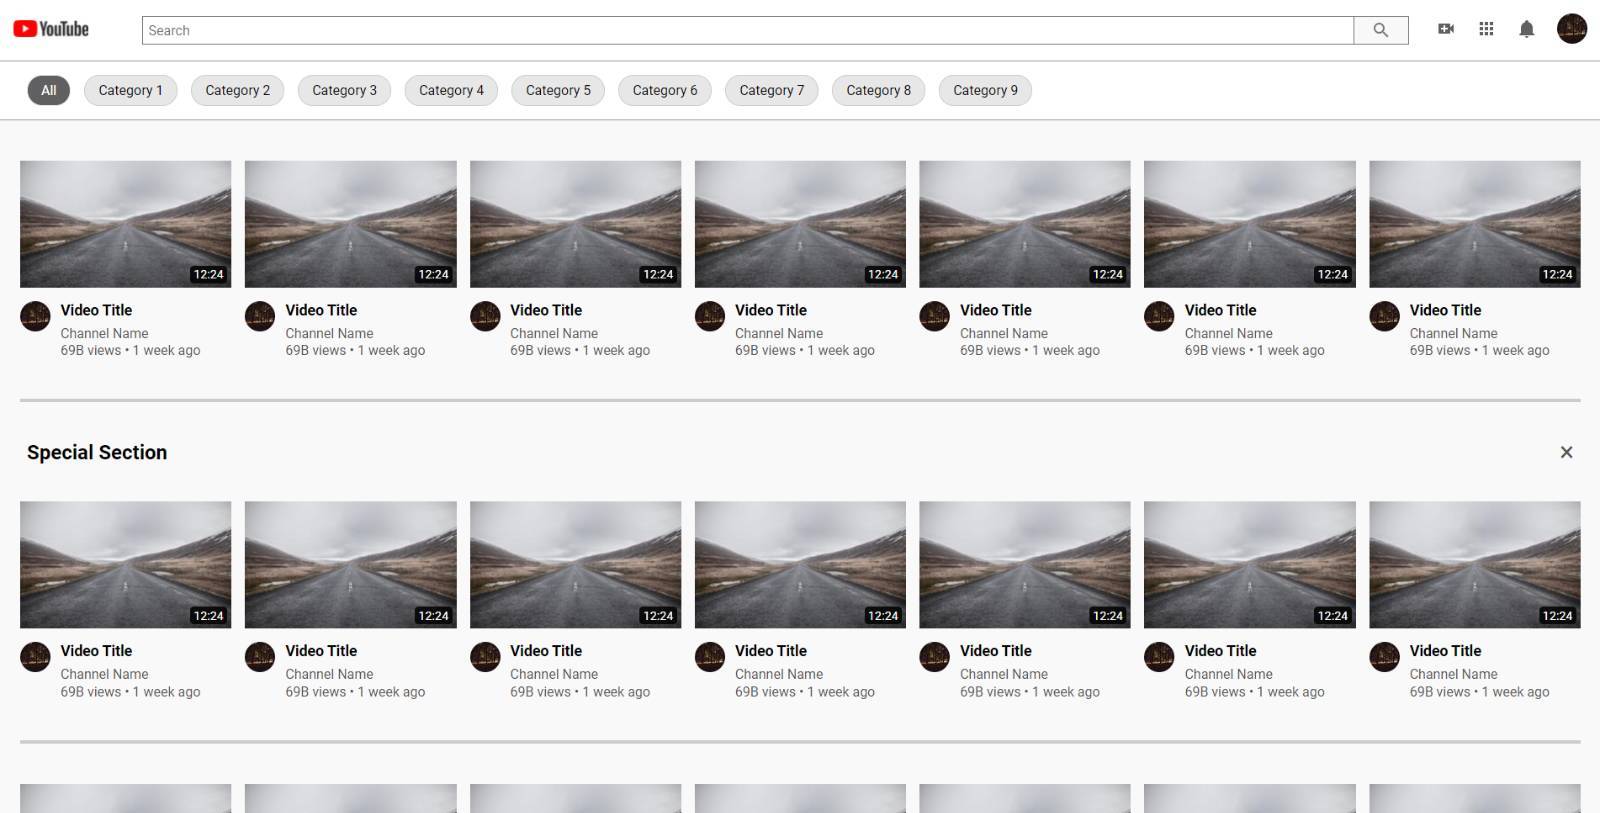 YouTube
Search
All Category 1 Category 2 Category 3 Category 4 Category 5 Category 6 Category 7 Category 8 Category 9
12:24 12:24 12:24 12:24 12:24 12:24 12:24
Video Title Video Title Video Title Video Title Video Title Video Title Video Title
Channel Name Channel Name Channel Name Channel Name Channel Name Channel Name Channel Name
69B views • 1 week ago 69B views • 1 week ago 69B views • 1 week ago 69B views • 1 week ago 69B views • 1 week ago 69B views • 1 week ago 69B views • 1 week ago
Special Section
12:24 12:24 12:24 12:24 12:24 12:24 12:24
Video Title Video Title Video Title Video Title Video Title Video Title Video Title
Channel Name Channel Name Channel Name Channel Name Channel Name Channel Name Channel Name
69B views • 1 week ago 69B views • 1 week ago 69B views • 1 week ago 69B views • 1 week ago 69B views • 1 week ago 69B views • 1 week ago 69B views • 1 week ago